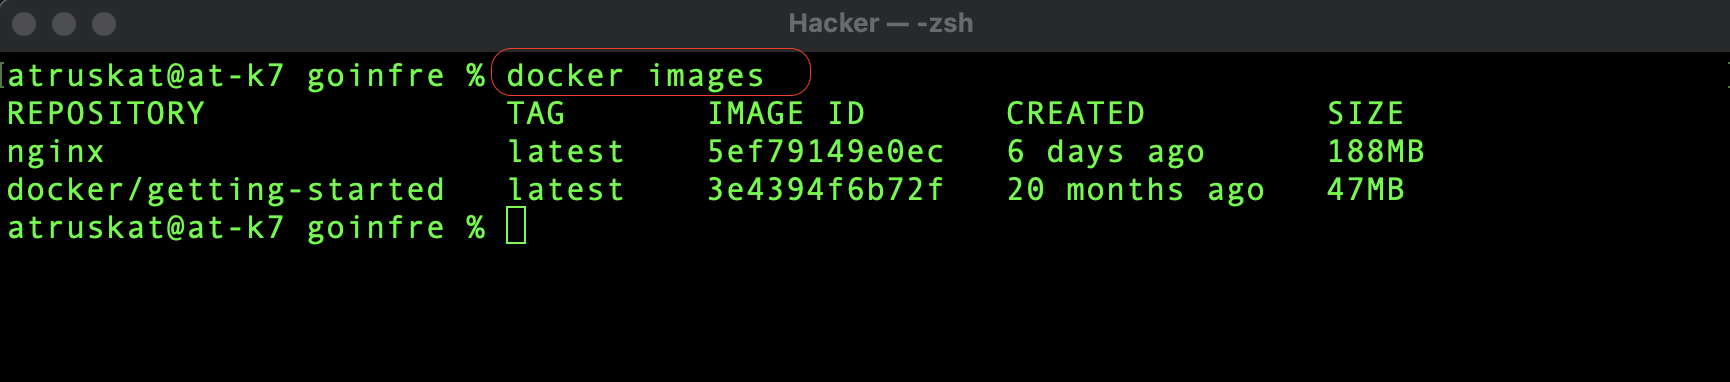 Hacker — -zsh
atruskat@at-k7 goinfre % docker images
REPOSITORY TAG IMAGE ID CREATED SIZE
nginx latest 5ef79149e0ec 6 days ago 188MB
docker/getting-started latest 3e4394f6b72f 20 months ago 47MB
atruskat@at-k7 goinfre %